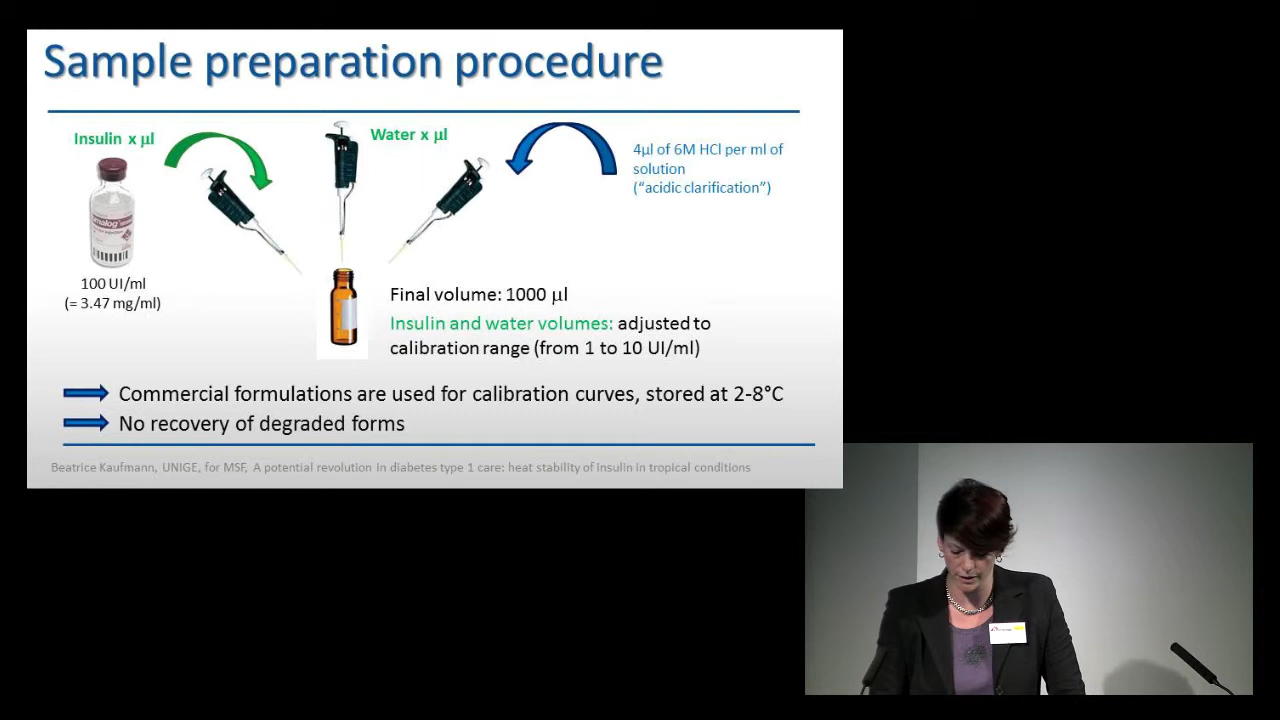 Sample preparation procedure
Insulin x µl
Water x µl
4µl of 6M HCl per ml of
solution
("acidic clarification")
100 UI/ml
(= 3.47 mg/ml)
Final volume: 1000 µl
Insulin and water volumes: adjusted to
calibration range (from 1 to 10 UI/ml)
Commercial formulations are used for calibration curves, stored at 2-8°C
No recovery of degraded forms
Beatrice Kaufmann, UNIGE, for MSF, A potential revolution in diabetes type 1 care: heat stability of insulin in tropical conditions